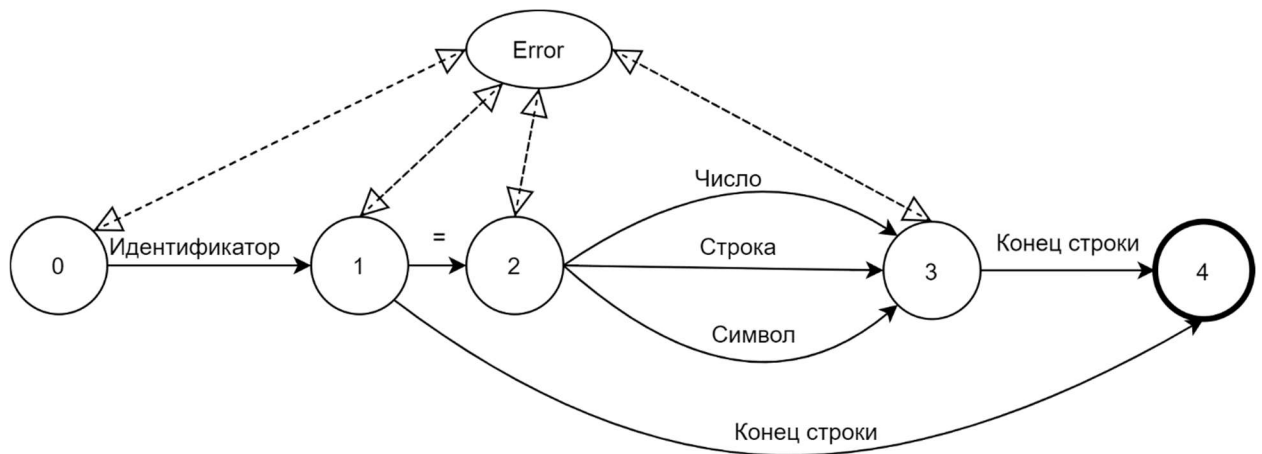 Error
Число
Идентификатор
=
Строка
Конец строки
0
1
2
3
4
Символ
Конец строки